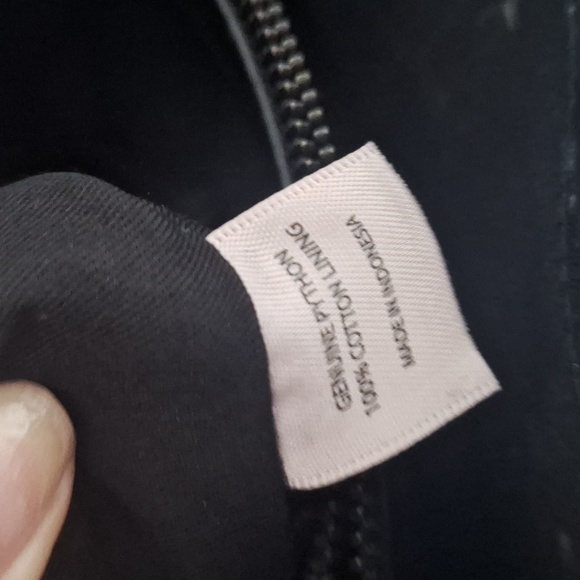 GENUINE PYTHON
100% COTTON LINING
MADE IN INDONESIA